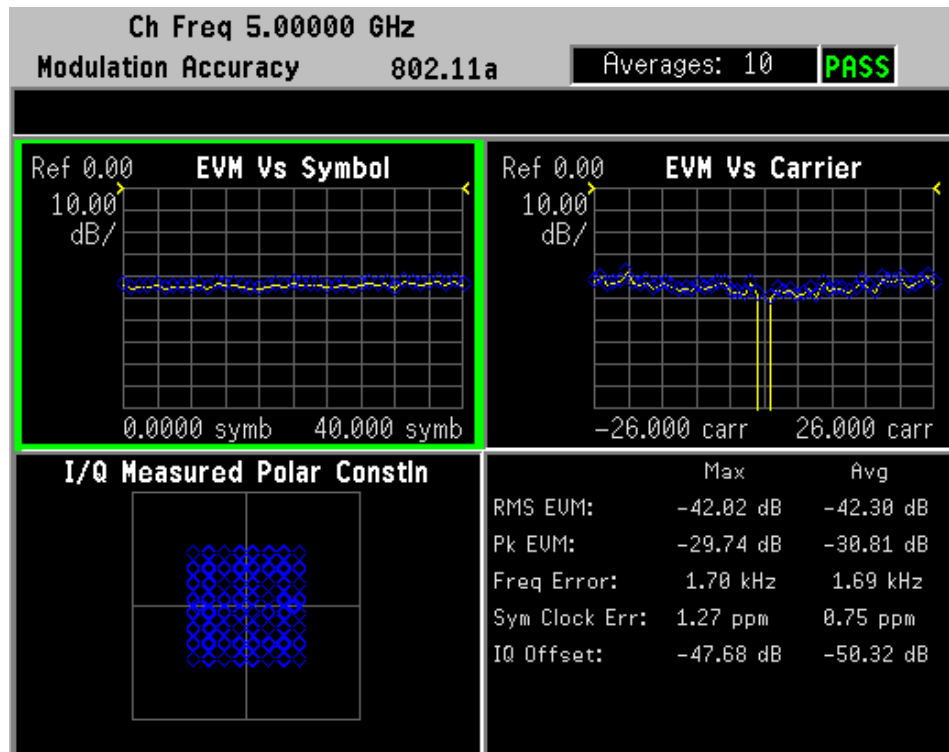 Ch Freq 5.00000 GHz
Modulation Accuracy 802.11a Averages: 10 PASS
Ref 0.00 EVM Vs Symbol
10.00
dB/
0.0000 symb 40.000 symb
Ref 0.00 EVM Vs Carrier
10.00
dB/
-26.000 carr 26.000 carr
I/Q Measured Polar Constln
Max Avg
RMS EVM: -42.02 dB -42.30 dB
Pk EVM: -29.74 dB -30.81 dB
Freq Error: 1.70 kHz 1.69 kHz
Sym Clock Err: 1.27 ppm 0.75 ppm
IQ Offset: -47.68 dB -50.32 dB